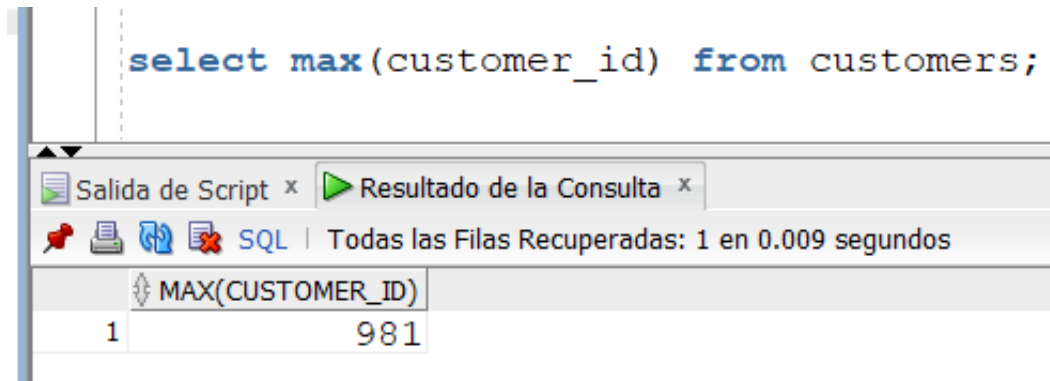 select max(customer_id) from customers;
Salida de Script x Resultado de la Consulta x
SQL | Todas las Filas Recuperadas: 1 en 0.009 segundos
MAX(CUSTOMER_ID)
1 981